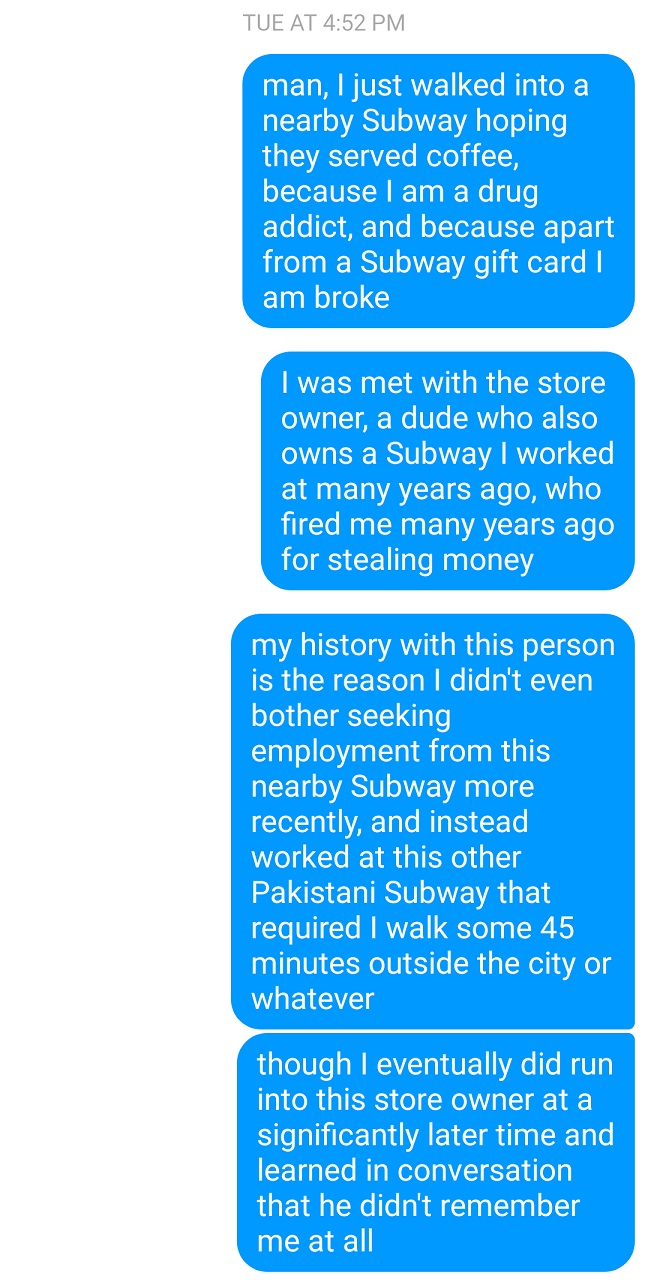 TUE AT 4:52 PM
man, I just walked into a
nearby Subway hoping
they served coffee,
because I am a drug
addict, and because apart
from a Subway gift card I
am broke
I was met with the store
owner, a dude who also
owns a Subway I worked
at many years ago, who
fired me many years ago
for stealing money
my history with this person
is the reason I didn't even
bother seeking
employment from this
nearby Subway more
recently, and instead
worked at this other
Pakistani Subway that
required I walk some 45
minutes outside the city or
whatever
though I eventually did run
into this store owner at a
significantly later time and
learned in conversation
that he didn't remember
me at all